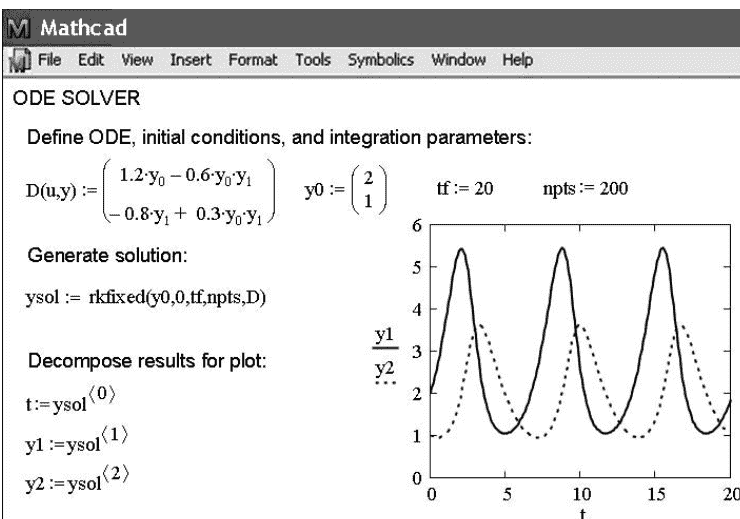 Mathcad
File Edit View Insert Format Tools Symbolics Window Help
ODE SOLVER
Define ODE, initial conditions, and integration parameters:
D(u,y) := ( 1.2·y₀ − 0.6·y₀·y₁
− 0.8·y₁ + 0.3·y₀·y₁ )
y0 := ( 2
1 )
tf := 20
npts := 200
Generate solution:
ysol := rkfixed(y0,0,tf,npts,D)
Decompose results for plot:
t := ysol⟨0⟩
y1 := ysol⟨1⟩
y2 := ysol⟨2⟩
y1
y2
6
5
4
3
2
1
0
0 5 10 15 20
t